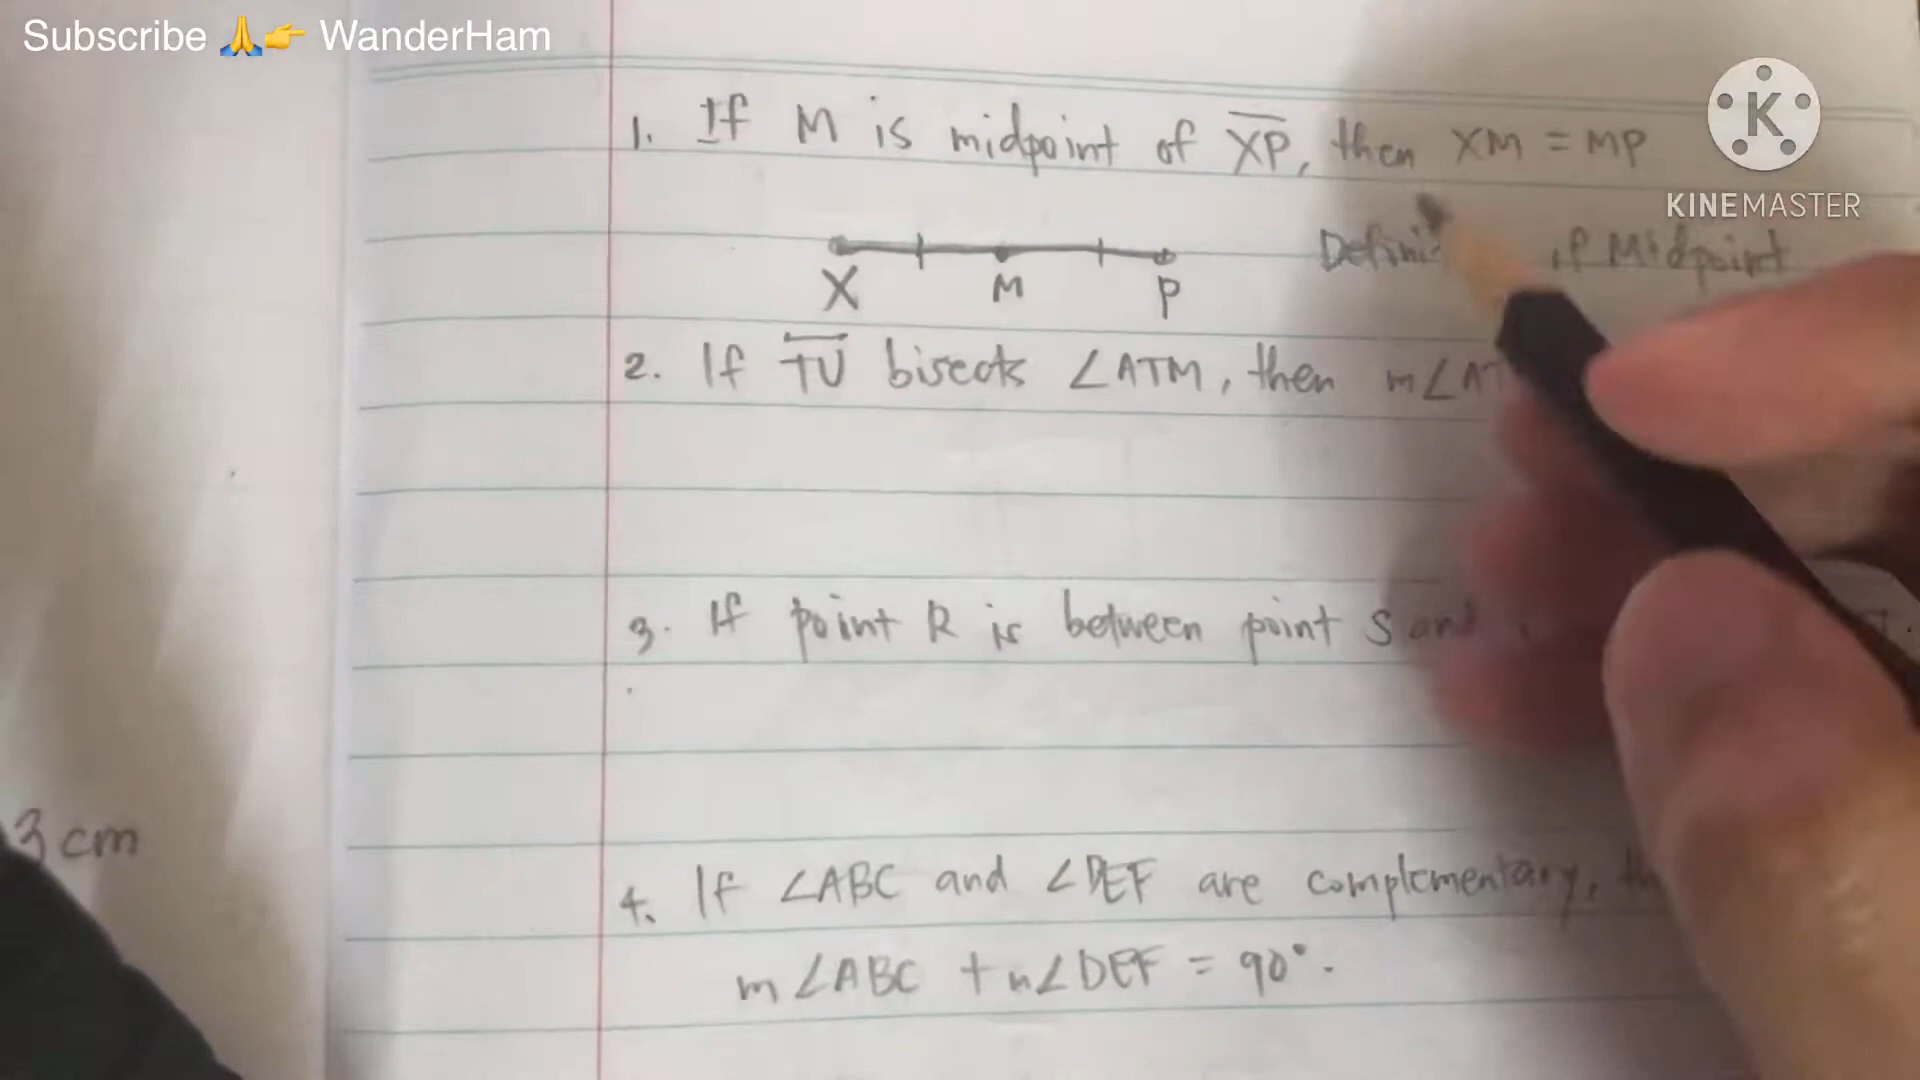 Subscribe 🙏👉 WanderHam
K
KINEMASTER
1. If M is midpoint of XP, then XM = MP
Defini if Midpoint
X M P
2. If TU bisects ∠ATM, then m∠AT
3. If point R is between point S and
3 cm
4. If ∠ABC and ∠DEF are complementary,
m∠ABC + m∠DEF = 90°.